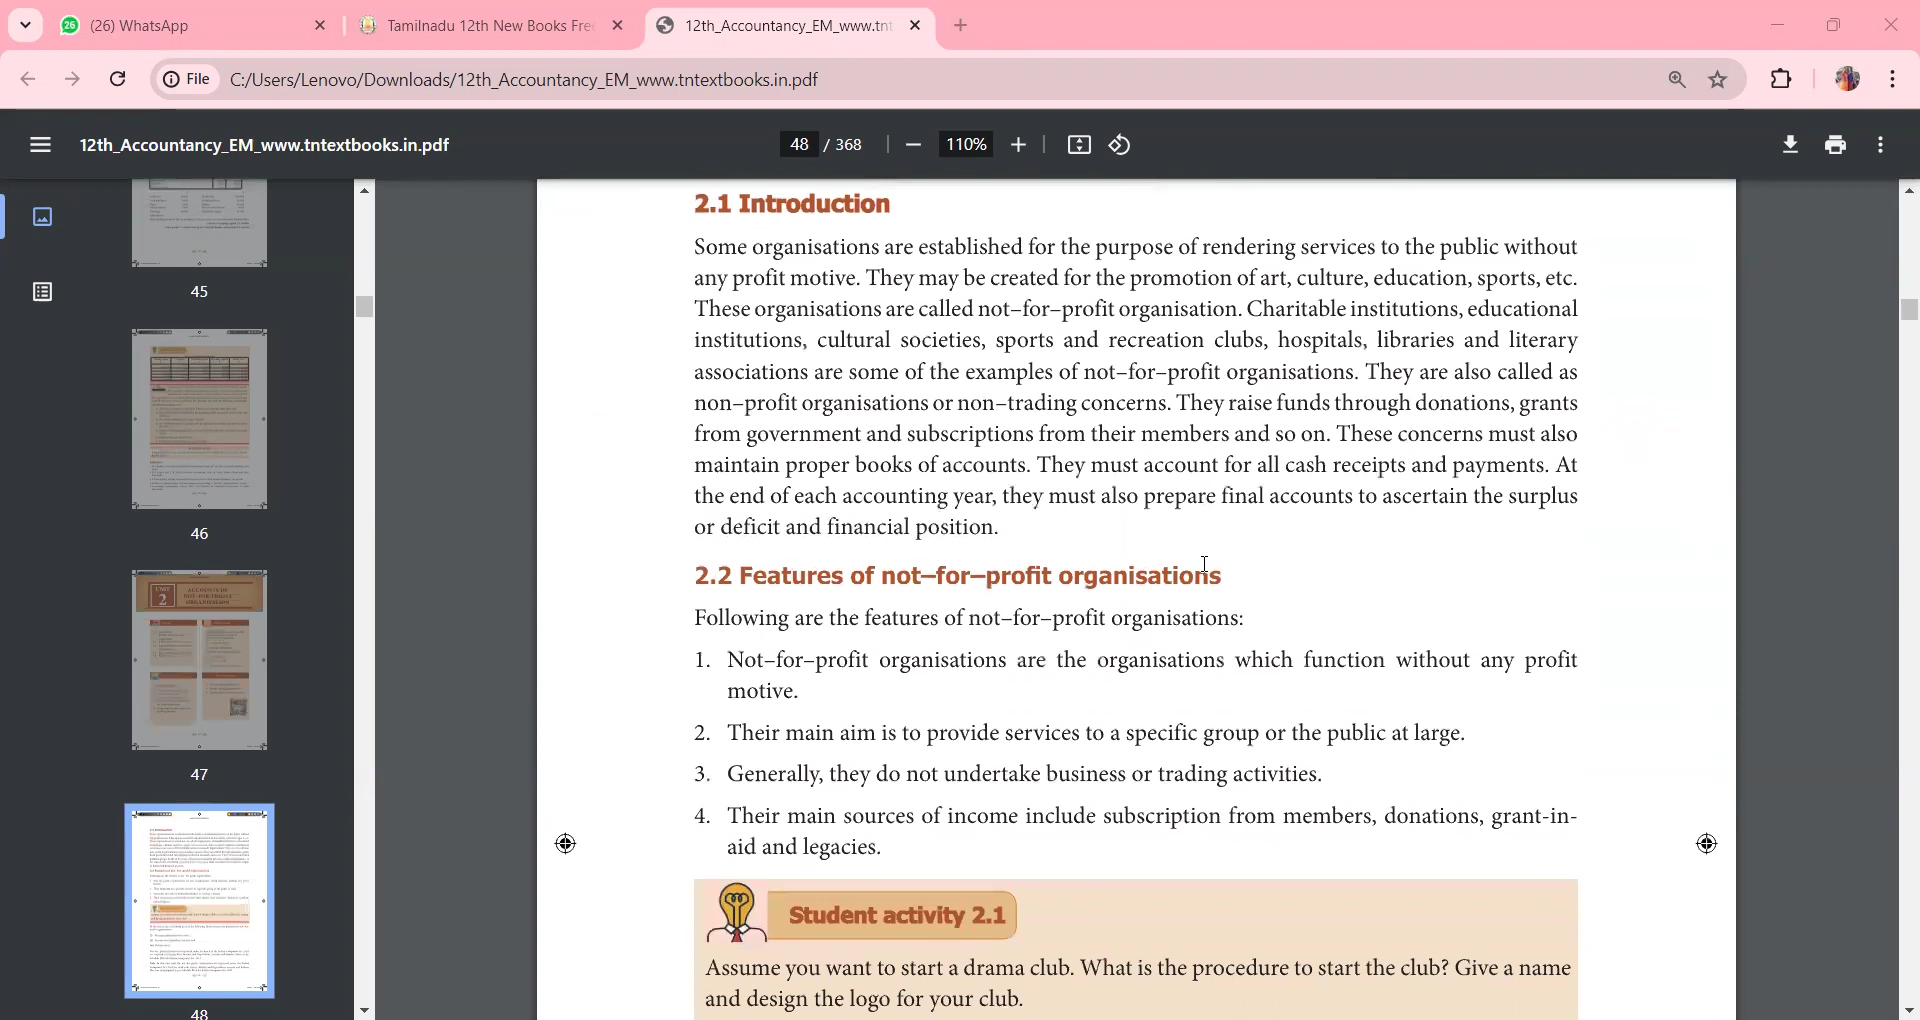 (26) WhatsApp
Tamilnadu 12th New Books Fre
12th_Accountancy_EM_www.tnt
File
C:/Users/Lenovo/Downloads/12th_Accountancy_EM_www.tntextbooks.in.pdf
12th_Accountancy_EM_www.tntextbooks.in.pdf
48 / 368
110%
45
46
47
48
2.1 Introduction
Some organisations are established for the purpose of rendering services to the public without
any profit motive. They may be created for the promotion of art, culture, education, sports, etc.
These organisations are called not–for–profit organisation. Charitable institutions, educational
institutions, cultural societies, sports and recreation clubs, hospitals, libraries and literary
associations are some of the examples of not–for–profit organisations. They are also called as
non–profit organisations or non–trading concerns. They raise funds through donations, grants
from government and subscriptions from their members and so on. These concerns must also
maintain proper books of accounts. They must account for all cash receipts and payments. At
the end of each accounting year, they must also prepare final accounts to ascertain the surplus
or deficit and financial position.
2.2 Features of not–for–profit organisations
Following are the features of not–for–profit organisations:
1. Not–for–profit organisations are the organisations which function without any profit
motive.
2. Their main aim is to provide services to a specific group or the public at large.
3. Generally, they do not undertake business or trading activities.
4. Their main sources of income include subscription from members, donations, grant-in-
aid and legacies.
Student activity 2.1
Assume you want to start a drama club. What is the procedure to start the club? Give a name
and design the logo for your club.